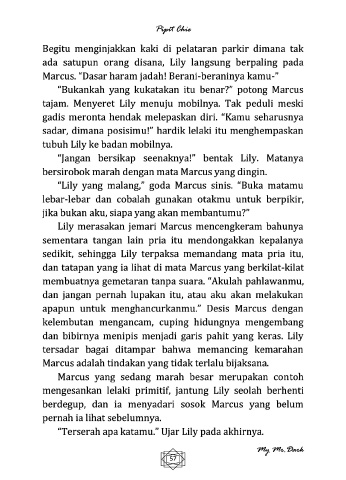 Pipit Chie
Begitu menginjakkan kaki di pelataran parkir dimana tak
ada satupun orang disana, Lily langsung berpaling pada
Marcus. “Dasar haram jadah! Berani-beraninya kamu-”
“Bukankah yang kukatakan itu benar?” potong Marcus
tajam. Menyeret Lily menuju mobilnya. Tak peduli meski
gadis meronta hendak melepaskan diri. “Kamu seharusnya
sadar, dimana posisimu!” hardik lelaki itu menghempaskan
tubuh Lily ke badan mobilnya.
“Jangan bersikap seenaknya!” bentak Lily. Matanya
bersirobok marah dengan mata Marcus yang dingin.
“Lily yang malang,” goda Marcus sinis. “Buka matamu
lebar-lebar dan cobalah gunakan otakmu untuk berpikir,
jika bukan aku, siapa yang akan membantumu?”
Lily merasakan jemari Marcus mencengkeram bahunya
sementara tangan lain pria itu mendongakkan kepalanya
sedikit, sehingga Lily terpaksa memandang mata pria itu,
dan tatapan yang ia lihat di mata Marcus yang berkilat-kilat
membuatnya gemetaran tanpa suara. “Akulah pahlawanmu,
dan jangan pernah lupakan itu, atau aku akan melakukan
apapun untuk menghancurkanmu.” Desis Marcus dengan
kelembutan mengancam, cuping hidungnya mengembang
dan bibirnya menipis menjadi garis pahit yang keras. Lily
tersadar bagai ditampar bahwa memancing kemarahan
Marcus adalah tindakan yang tidak terlalu bijaksana.
Marcus yang sedang marah besar merupakan contoh
mengesankan lelaki primitif, jantung Lily seolah berhenti
berdegup, dan ia menyadari sosok Marcus yang belum
pernah ia lihat sebelumnya.
“Terserah apa katamu.” Ujar Lily pada akhirnya.
My Mr. Dark
57